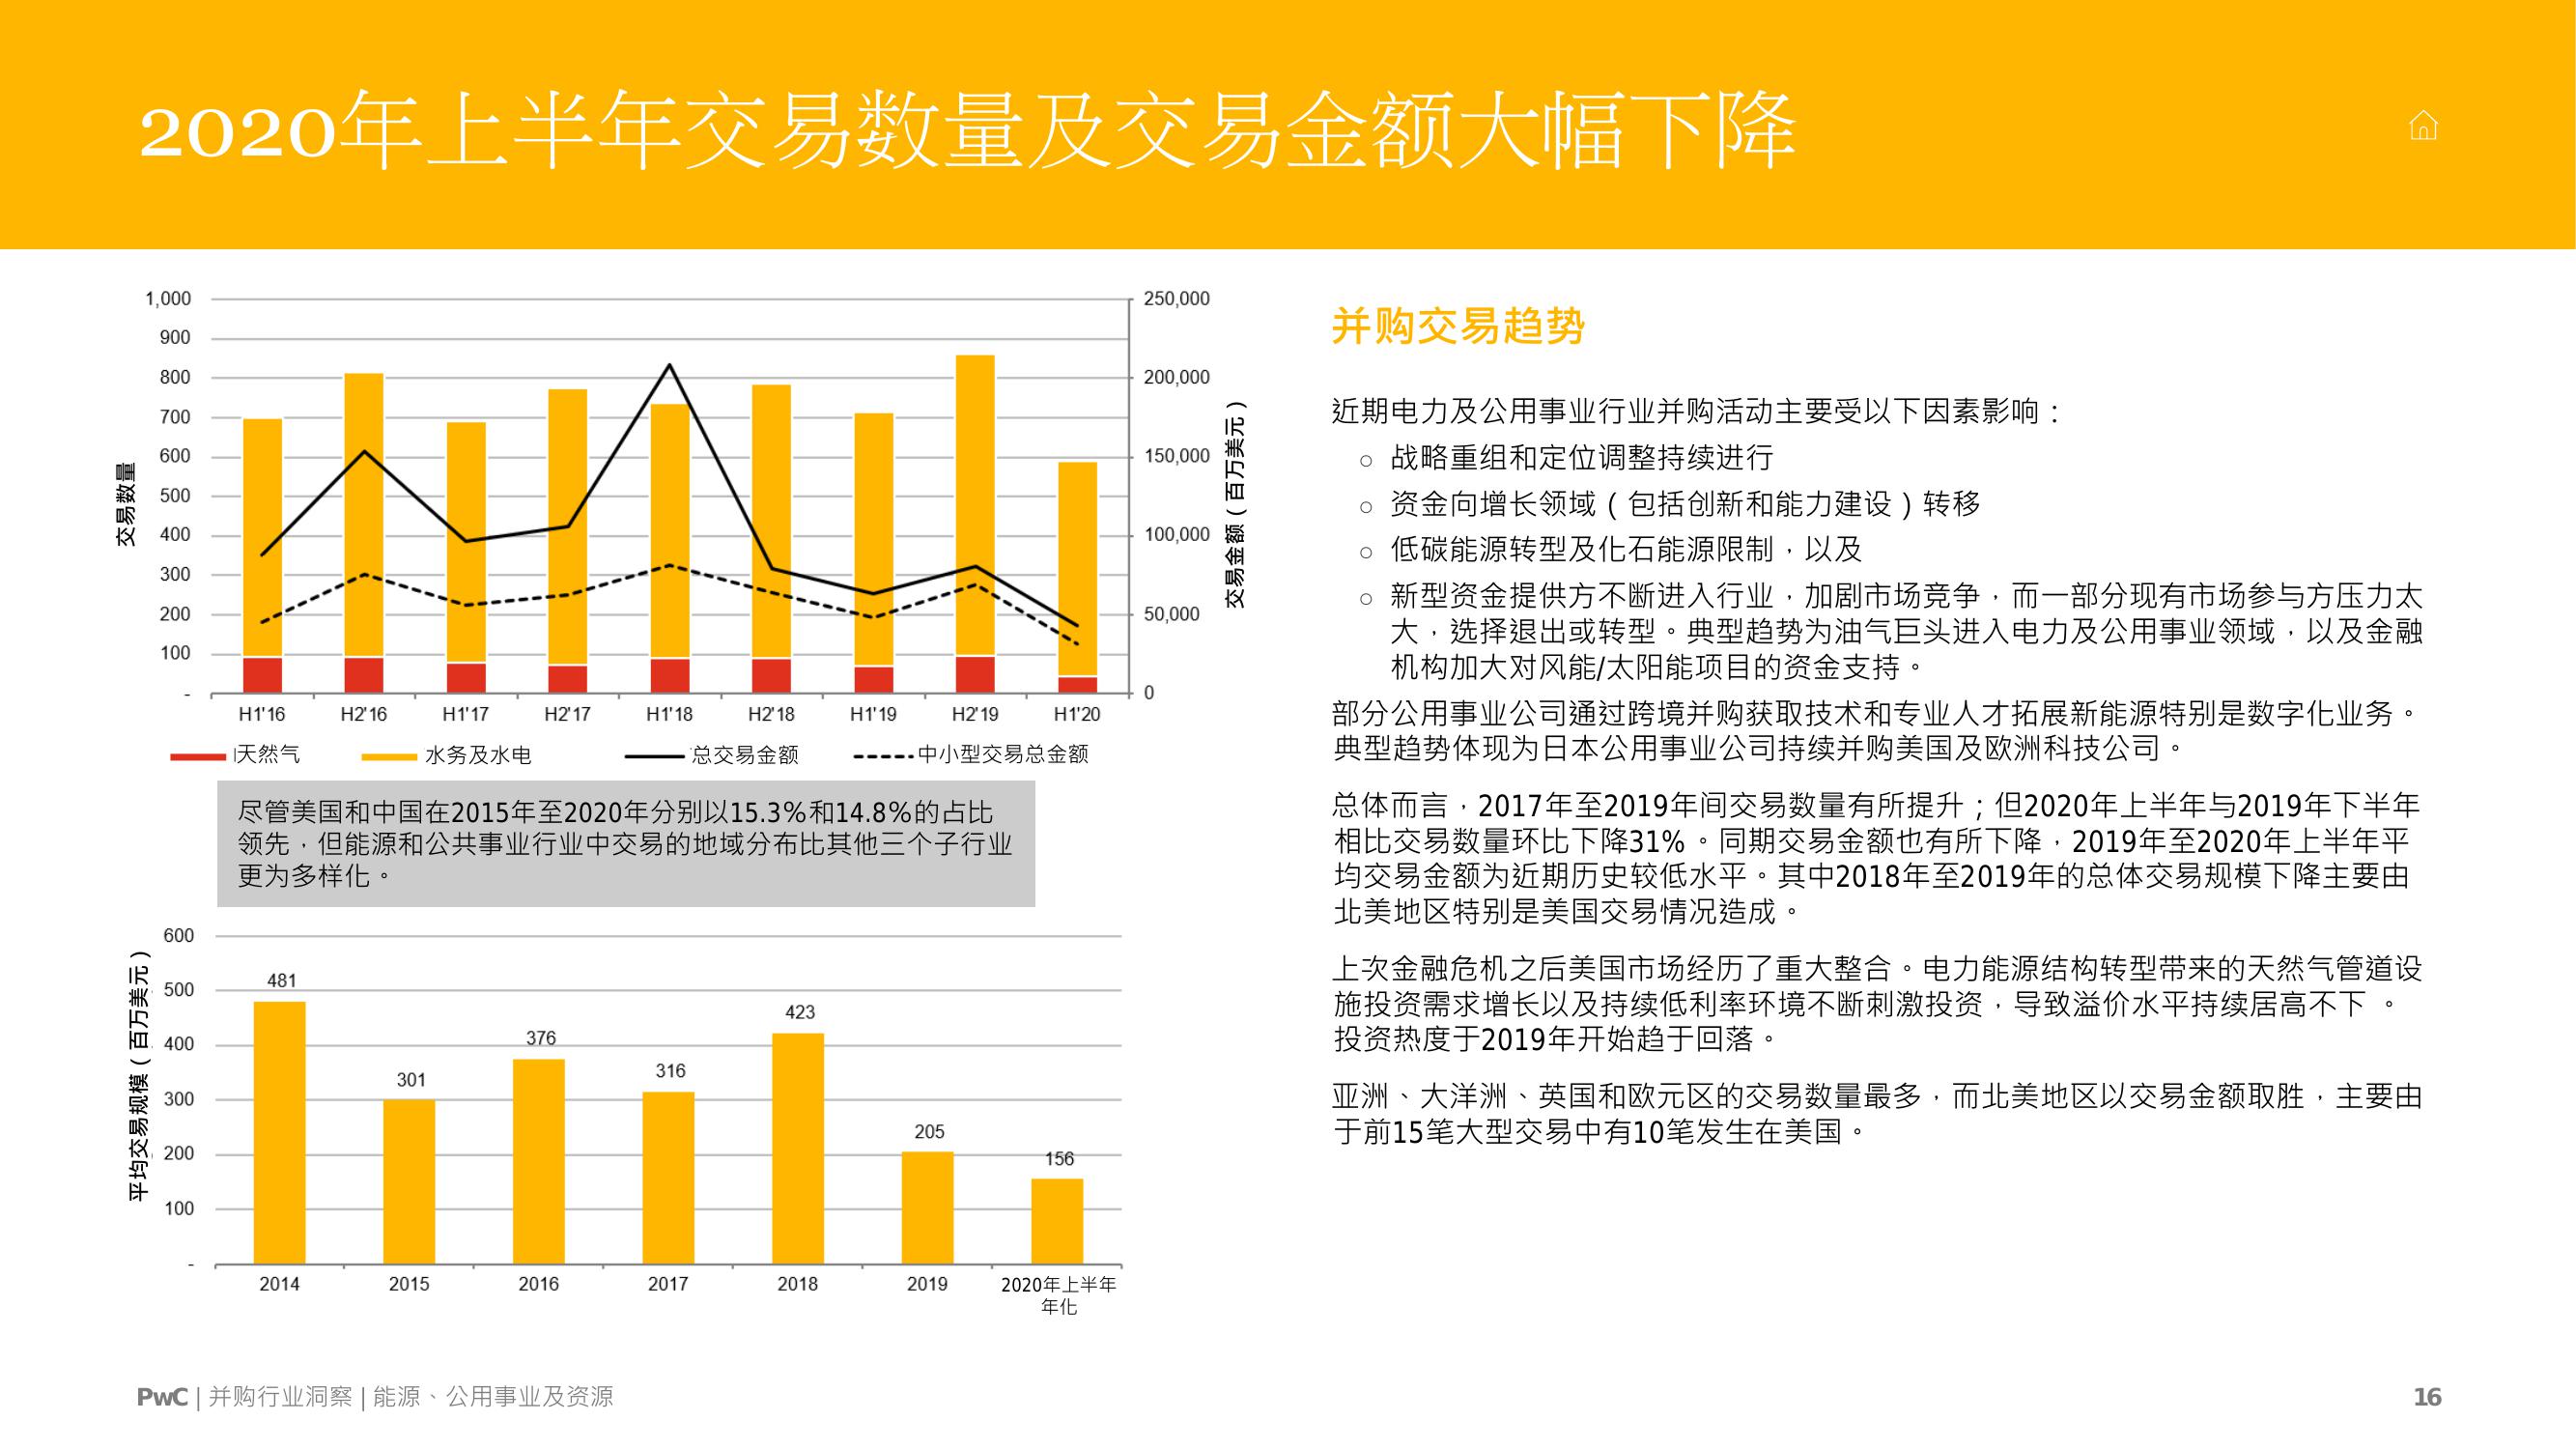 2020年上半年交易数量及交易金额大幅下降
1,000
900
800
700
600
500
400
300
200
100
-
交易数量
250,000
200,000
150,000
100,000
50,000
0
交易金额（百万美元）
H1'16 H2'16 H1'17 H2'17 H1'18 H2'18 H1'19 H2'19 H1'20
天然气 水务及水电 总交易金额 中小型交易总金额
尽管美国和中国在2015年至2020年分别以15.3%和14.8%的占比
领先，但能源和公共事业行业中交易的地域分布比其他三个子行业
更为多样化。
600
500
400
300
200
100
-
平均交易规模（百万美元）
481
301
376
316
423
205
156
2014 2015 2016 2017 2018 2019 2020年上半年
年化
并购交易趋势
近期电力及公用事业行业并购活动主要受以下因素影响：
○ 战略重组和定位调整持续进行
○ 资金向增长领域（包括创新和能力建设）转移
○ 低碳能源转型及化石能源限制，以及
○ 新型资金提供方不断进入行业，加剧市场竞争，而一部分现有市场参与方压力太
大，选择退出或转型。典型趋势为油气巨头进入电力及公用事业领域，以及金融
机构加大对风能/太阳能项目的资金支持。
部分公用事业公司通过跨境并购获取技术和专业人才拓展新能源特别是数字化业务。
典型趋势体现为日本公用事业公司持续并购美国及欧洲科技公司。
总体而言，2017年至2019年间交易数量有所提升；但2020年上半年与2019年下半年
相比交易数量环比下降31%。同期交易金额也有所下降，2019年至2020年上半年平
均交易金额为近期历史较低水平。其中2018年至2019年的总体交易规模下降主要由
北美地区特别是美国交易情况造成。
上次金融危机之后美国市场经历了重大整合。电力能源结构转型带来的天然气管道设
施投资需求增长以及持续低利率环境不断刺激投资，导致溢价水平持续居高不下 。
投资热度于2019年开始趋于回落。
亚洲、大洋洲、英国和欧元区的交易数量最多，而北美地区以交易金额取胜，主要由
于前15笔大型交易中有10笔发生在美国。
PwC | 并购行业洞察 | 能源、公用事业及资源
16